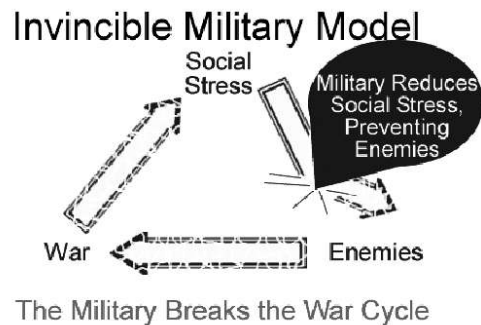 Invincible Military Model
Social
Stress
Military Reduces
Social Stress,
Preventing
Enemies
War
Enemies
The Military Breaks the War Cycle